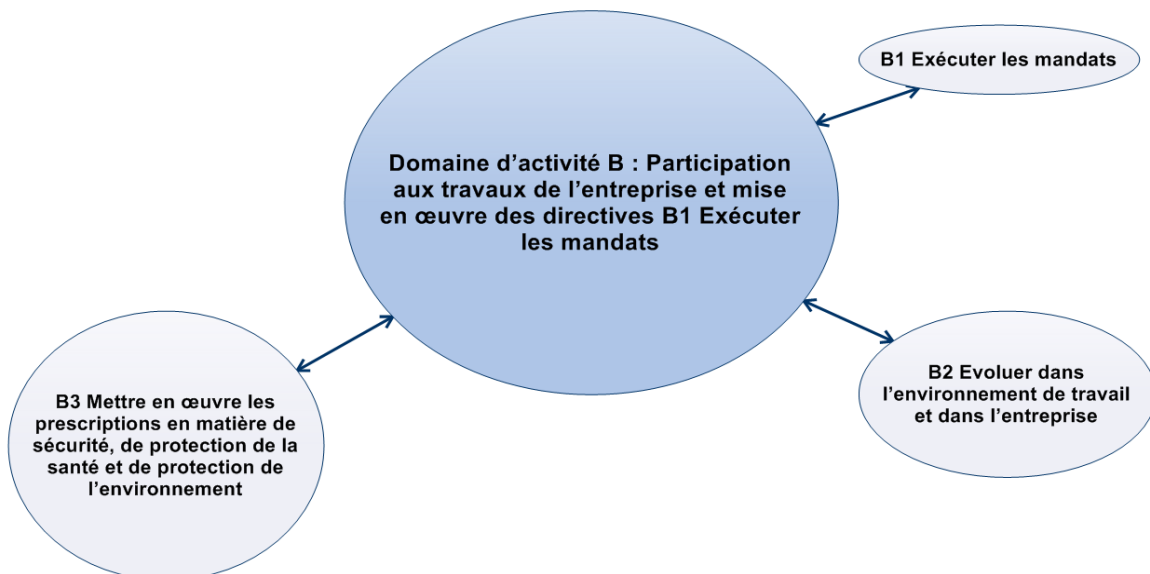 B1 Exécuter les mandats
Domaine d’activité B : Participation
aux travaux de l’entreprise et mise
en œuvre des directives B1 Exécuter
les mandats
B2 Evoluer dans
l’environnement de travail
et dans l’entreprise
B3 Mettre en œuvre les
prescriptions en matière de
sécurité, de protection de la
santé et de protection de
l’environnement